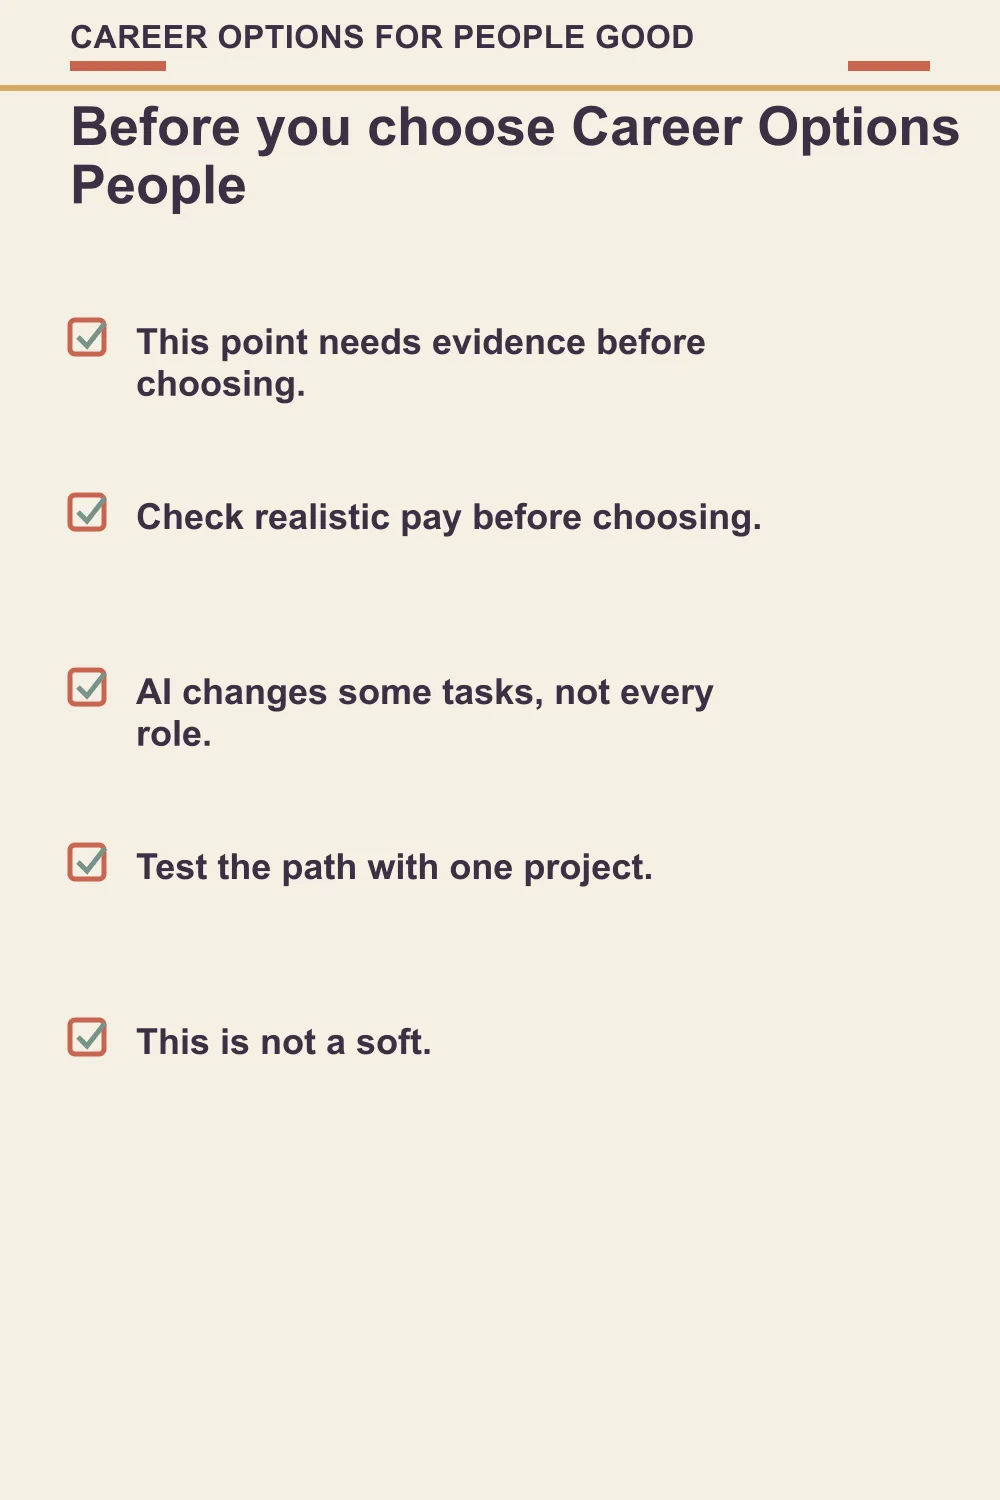 CAREER OPTIONS FOR PEOPLE GOOD
Before you choose Career Options
People
This point needs evidence before
choosing.
Check realistic pay before choosing.
AI changes some tasks, not every
role.
Test the path with one project.
This is not a soft.